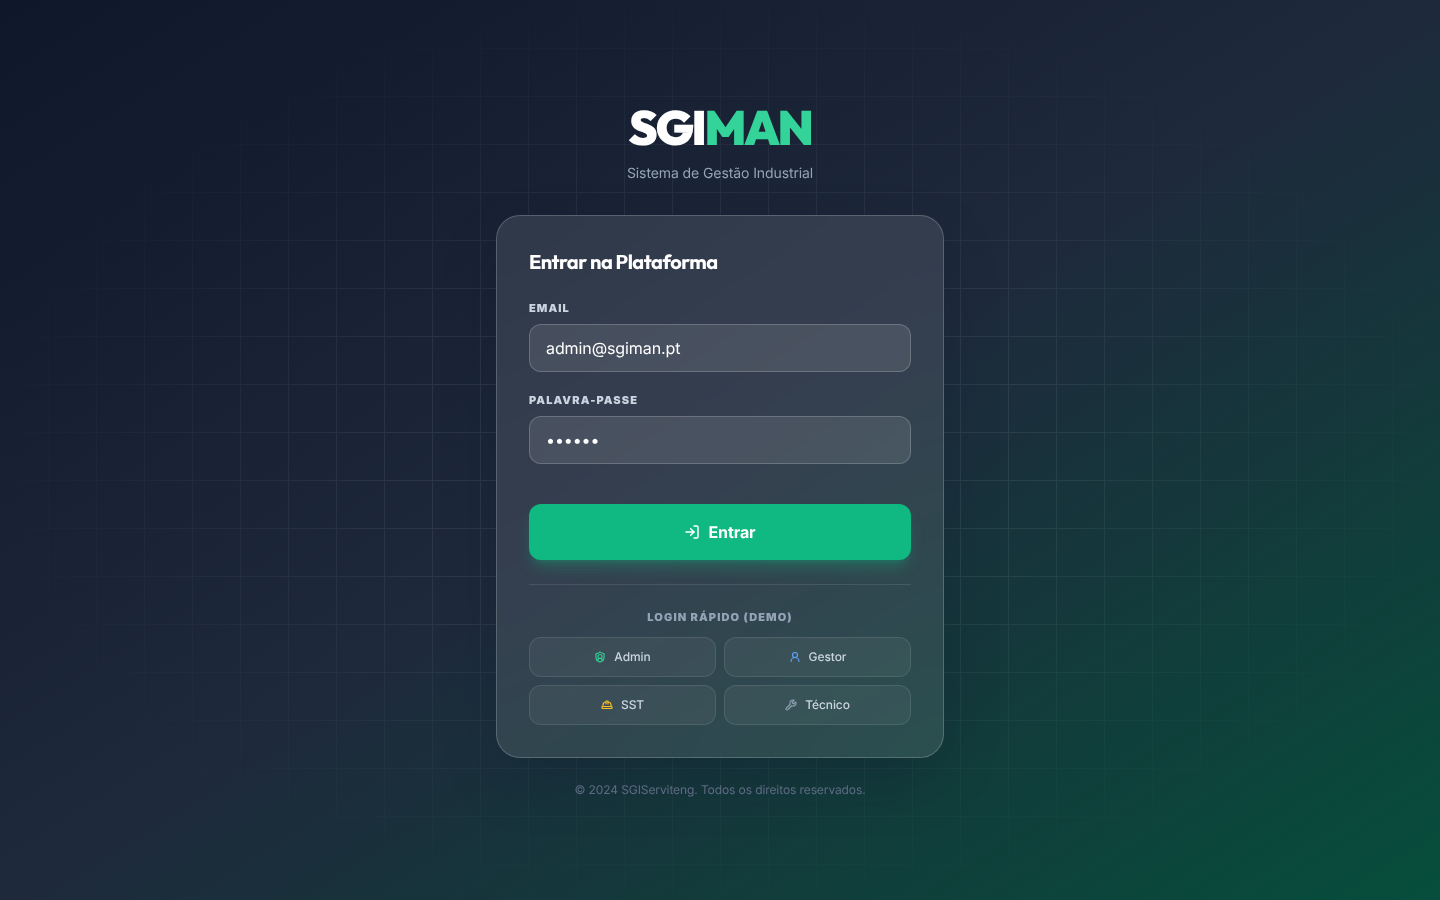 SGIMAN
Sistema de Gestão Industrial
Entrar na Plataforma
EMAIL
admin@sgiman.pt
PALAVRA-PASSE
••••••
Entrar
LOGIN RÁPIDO (DEMO)
Admin
Gestor
SST
Técnico
© 2024 SGIServiteng. Todos os direitos reservados.